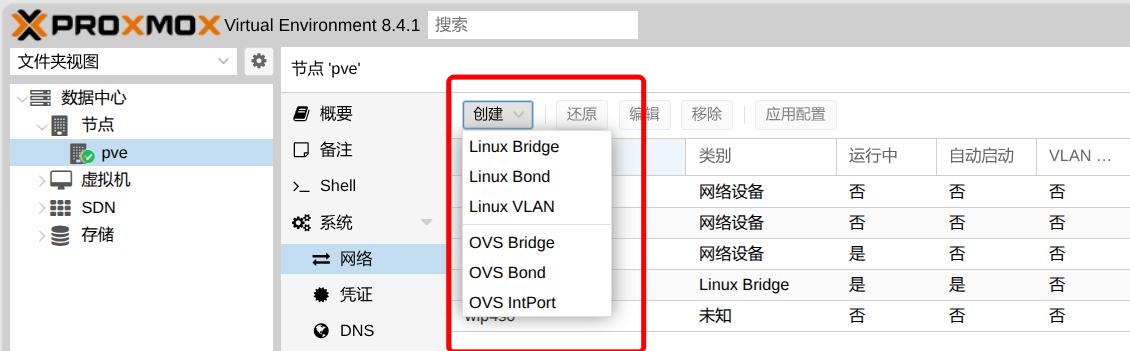 PROXMOX Virtual Environment 8.4.1 搜索
文件夹视图
数据中心
节点
pve
虚拟机
SDN
存储
节点 'pve'
概要
备注
Shell
系统
网络
凭证
DNS
创建 还原 编辑 移除 应用配置
Linux Bridge
Linux Bond
Linux VLAN
OVS Bridge
OVS Bond
OVS IntPort
类别 运行中 自动启动 VLAN ...
网络设备 否 否 否
网络设备 否 否 否
网络设备 是 否 否
Linux Bridge 是 是 否
未知 否 否 否